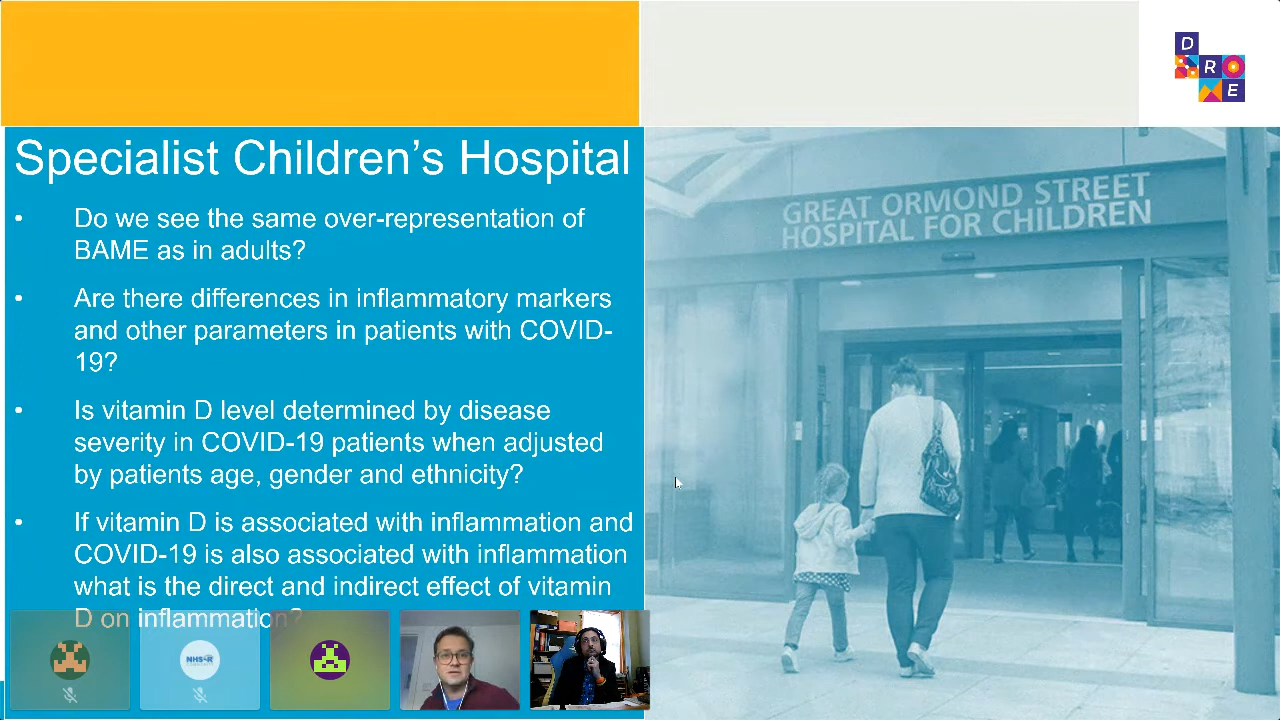 D
R
E
Specialist Children’s Hospital
• Do we see the same over-representation of
BAME as in adults?
• Are there differences in inflammatory markers
and other parameters in patients with COVID-
19?
• Is vitamin D level determined by disease
severity in COVID-19 patients when adjusted
by patients age, gender and ethnicity?
• If vitamin D is associated with inflammation and
COVID-19 is also associated with inflammation
what is the direct and indirect effect of vitamin
D on inflammation?
GREAT ORMOND STREET
HOSPITAL FOR CHILDREN
NHS-R